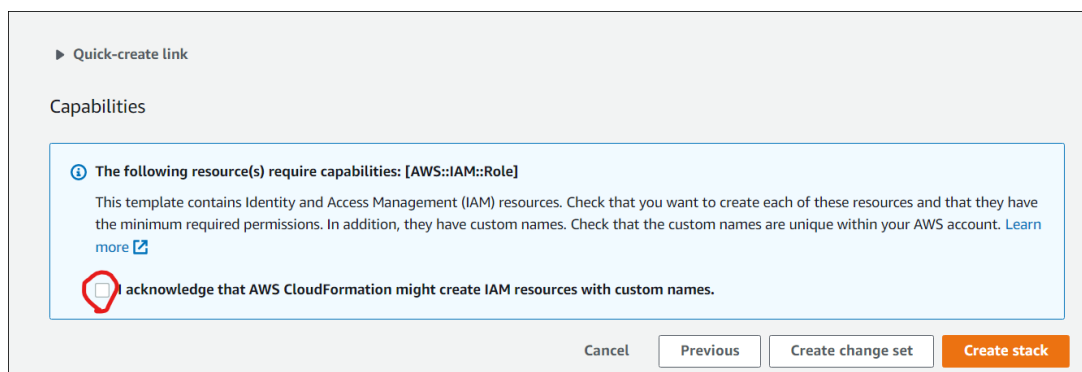 Quick-create link
Capabilities
The following resource(s) require capabilities: [AWS::IAM::Role]
This template contains Identity and Access Management (IAM) resources. Check that you want to create each of these resources and that they have
the minimum required permissions. In addition, they have custom names. Check that the custom names are unique within your AWS account. Learn
more
I acknowledge that AWS CloudFormation might create IAM resources with custom names.
Cancel Previous Create change set Create stack